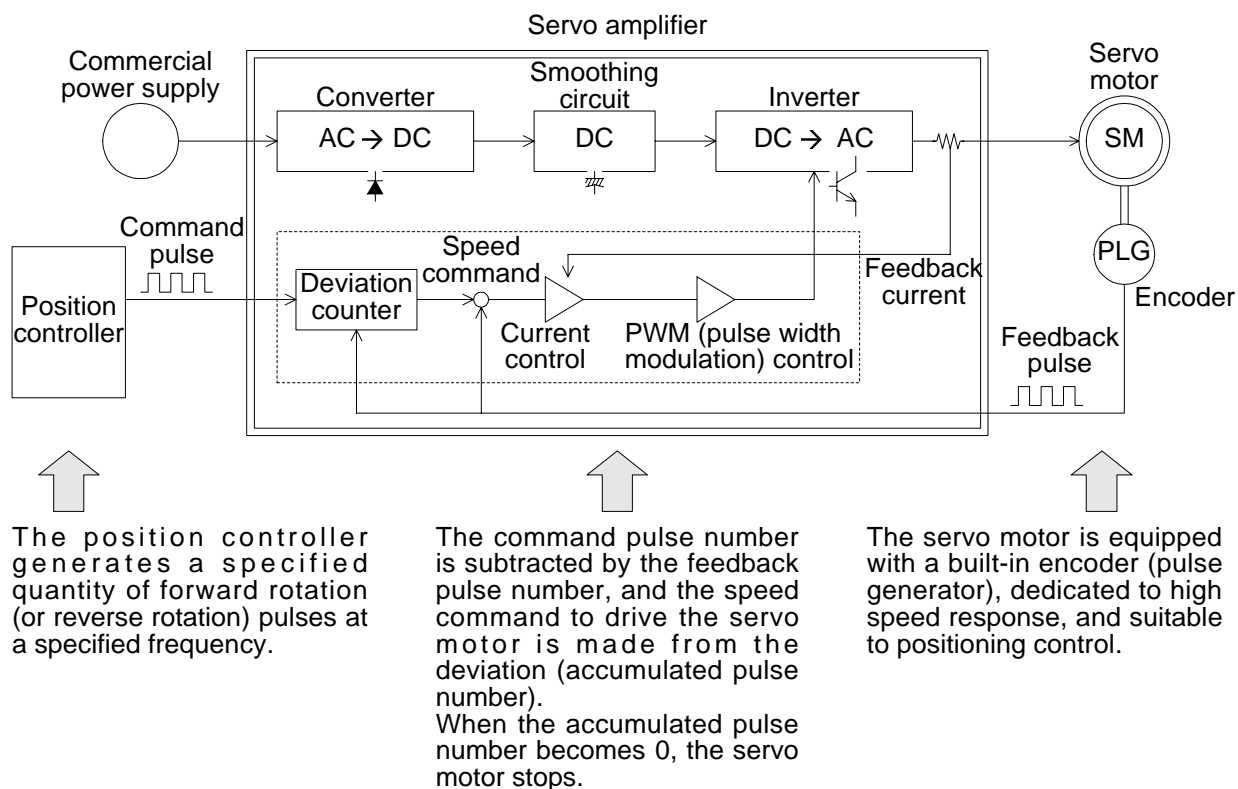 Servo amplifier
Commercial
power supply
Converter
AC → DC
Smoothing
circuit
DC
Inverter
DC → AC
Servo
motor
SM
PLG
Encoder
Command
pulse
Position
controller
Deviation
counter
Speed
command
Current
control
PWM (pulse width
modulation) control
Feedback
current
Feedback
pulse
The position controller
generates a specified
quantity of forward rotation
(or reverse rotation) pulses at
a specified frequency.
The command pulse number
is subtracted by the feedback
pulse number, and the speed
command to drive the servo
motor is made from the
deviation (accumulated pulse
number).
When the accumulated pulse
number becomes 0, the servo
motor stops.
The servo motor is equipped
with a built-in encoder (pulse
generator), dedicated to high
speed response, and suitable
to positioning control.